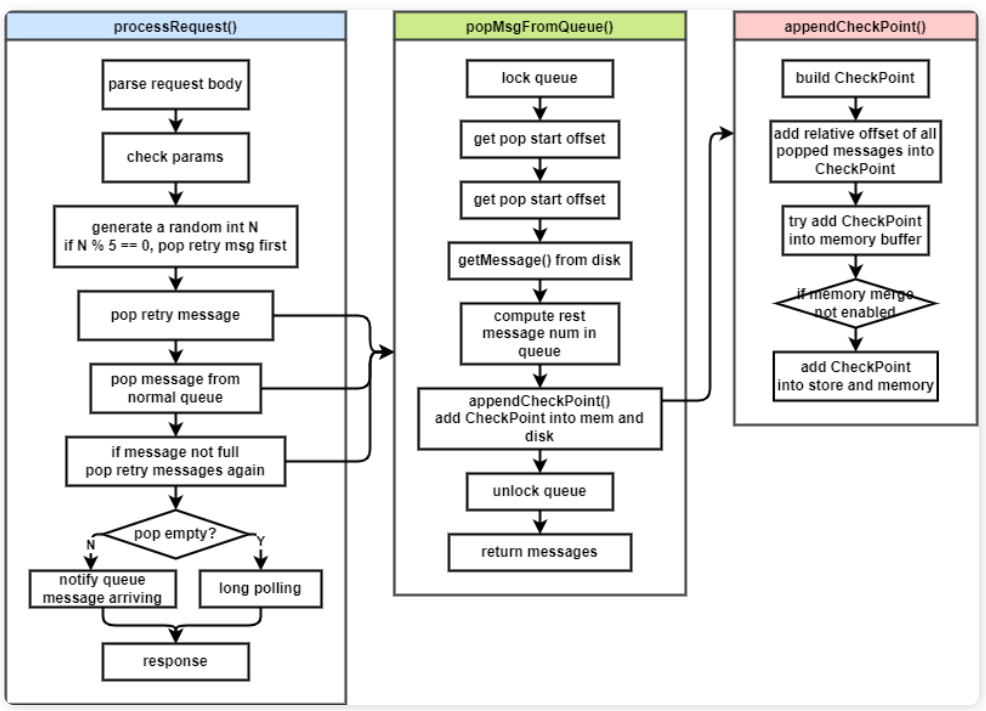 processRequest()
parse request body
check params
generate a random int N
if N % 5 == 0, pop retry msg first
pop retry message
pop message from
normal queue
if message not full
pop retry messages again
pop empty?
N
Y
notify queue
message arriving
long polling
response
popMsgFromQueue()
lock queue
get pop start offset
get pop start offset
getMessage() from disk
compute rest
message num in
queue
appendCheckPoint()
add CheckPoint into mem and
disk
unlock queue
return messages
appendCheckPoint()
build CheckPoint
add relative offset of all
popped messages into
CheckPoint
try add CheckPoint
into memory buffer
if memory merge
not enabled
add CheckPoint
into store and memory